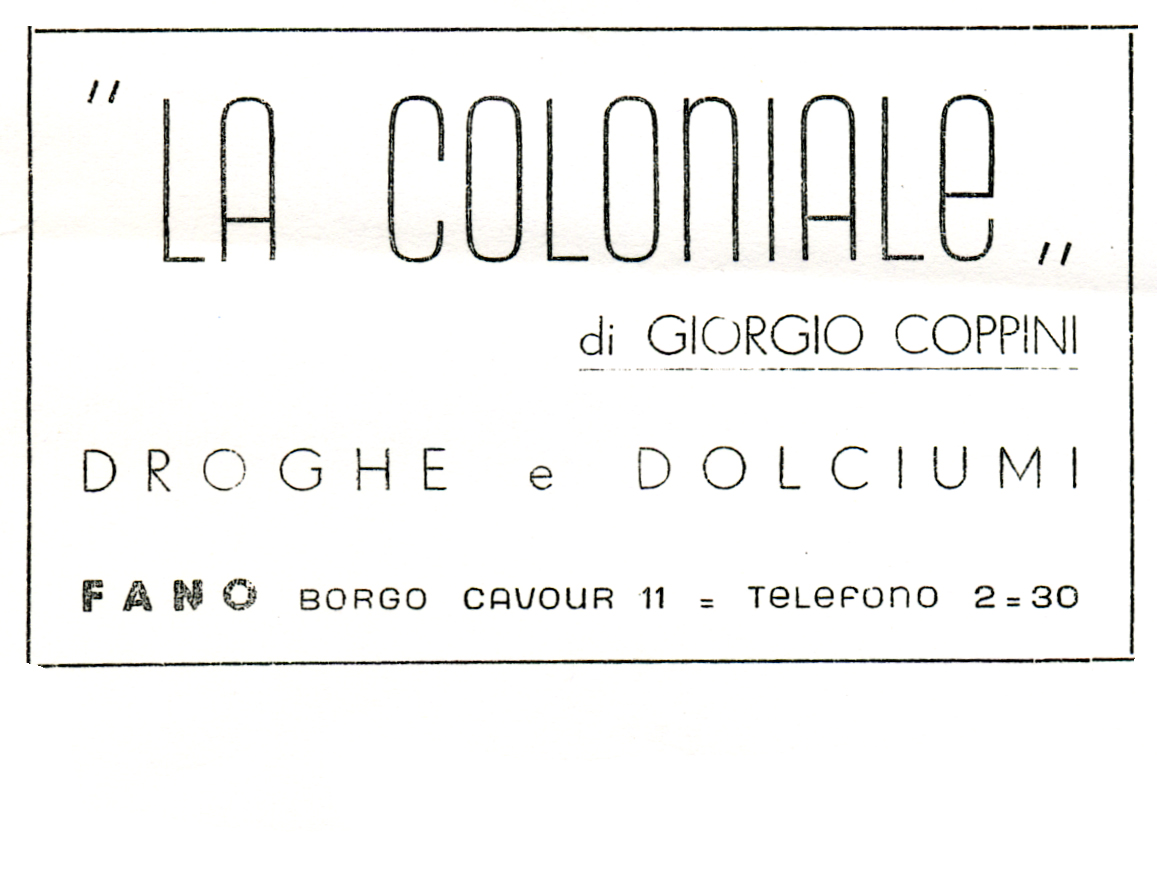 "LA COLONIALE„
di GIORGIO COPPINI
DROGHE e DOLCIUMI
FANO BORGO CAVOUR 11 = TELEFONO 2=30